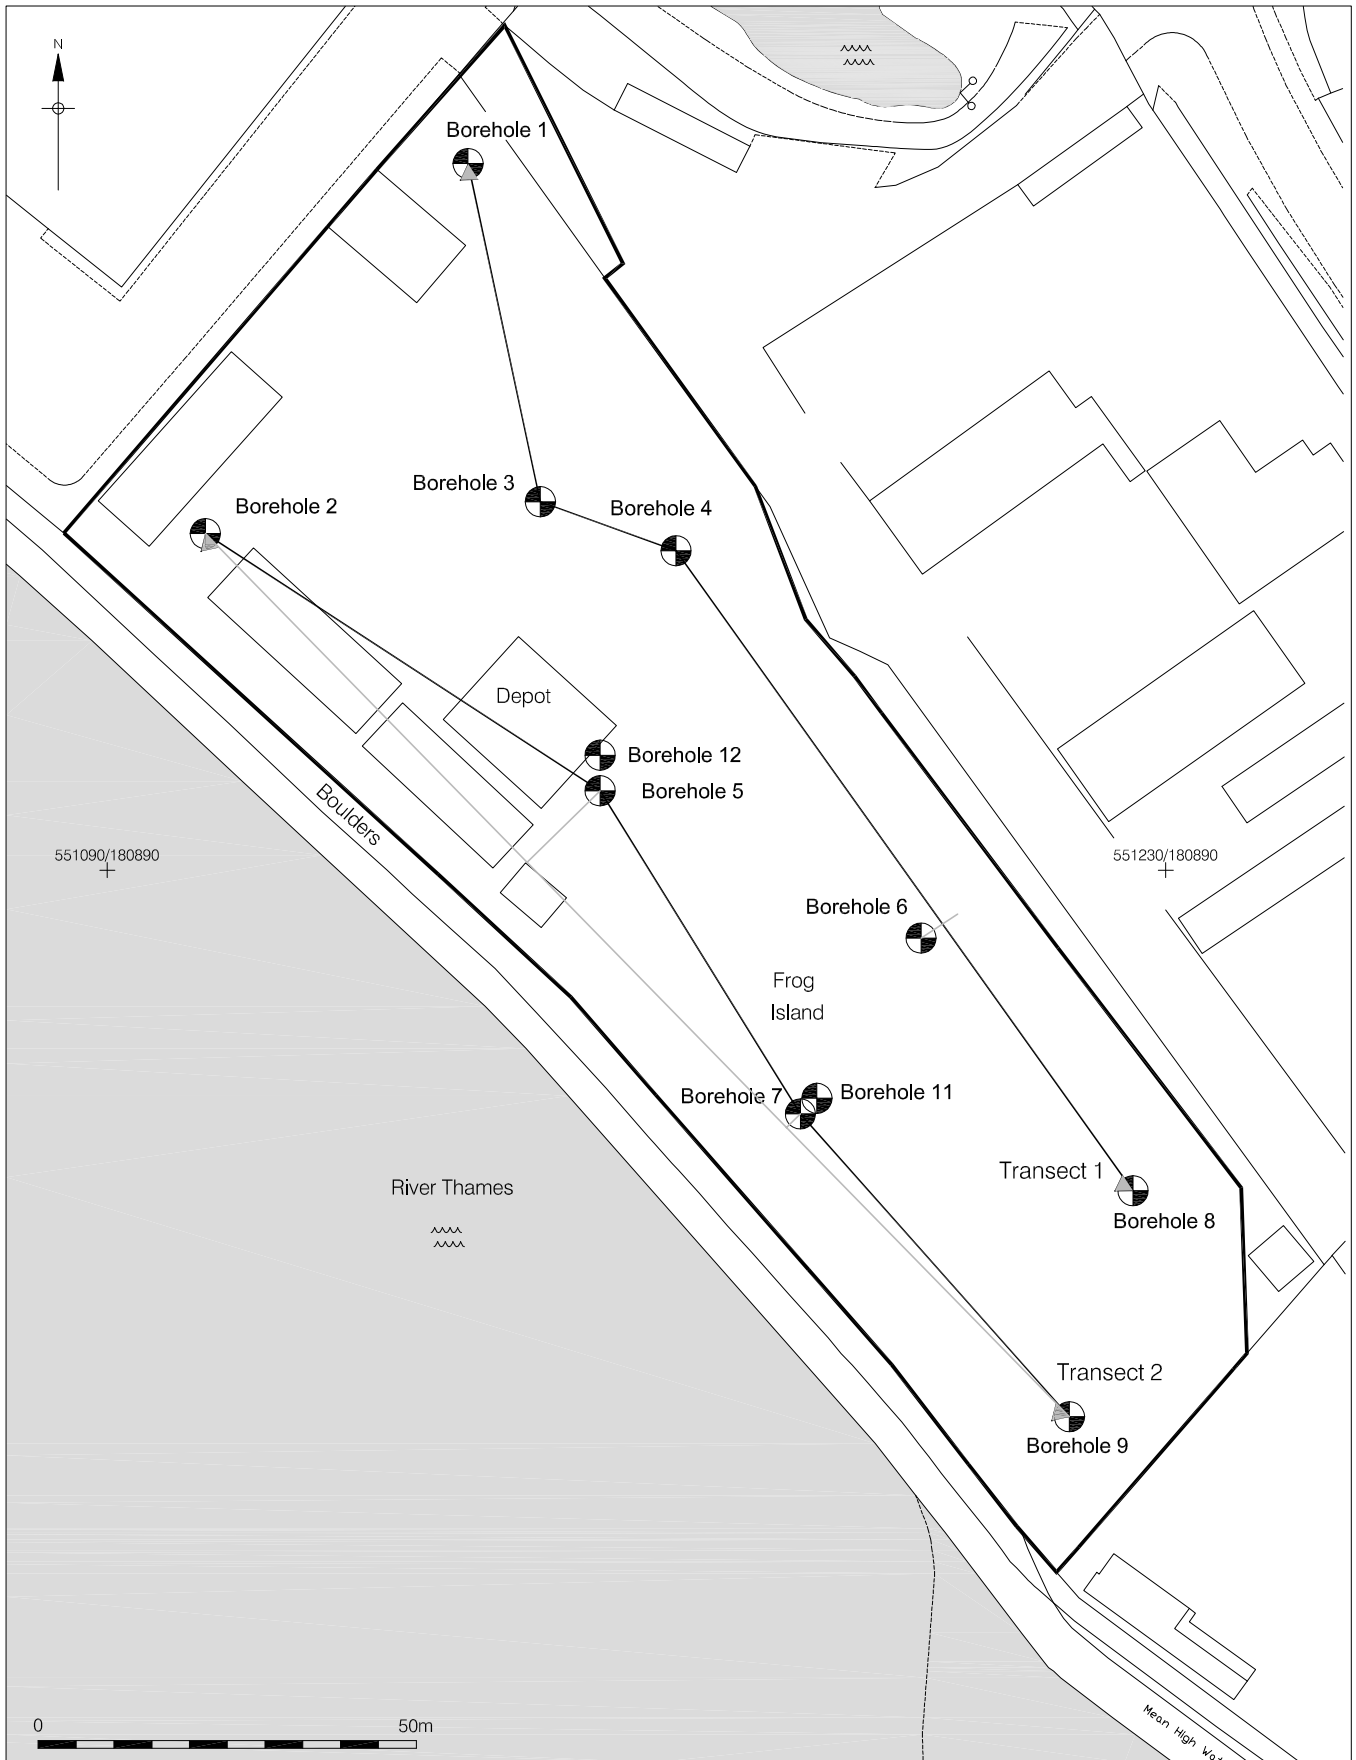 N
Borehole 1
Borehole 3
Borehole 4
Borehole 2
Depot
Borehole 12
Borehole 5
Boulders
551090/180890
551230/180890
Borehole 6
Frog
Island
Borehole 7
Borehole 11
Transect 1
River Thames
Borehole 8
Transect 2
Borehole 9
Mean High
0
50m